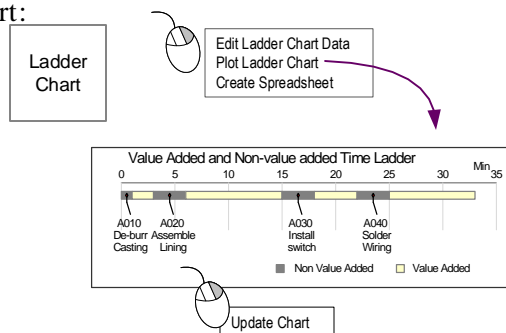 rt:
Ladder
Chart
Edit Ladder Chart Data
Plot Ladder Chart
Create Spreadsheet
Value Added and Non-value added Time Ladder
Min
0 5 10 15 20 25 30 35
A010 A020 A030 A040
De-burr Assemble Install Solder
Casting Lining switch Wiring
Non Value Added Value Added
Update Chart